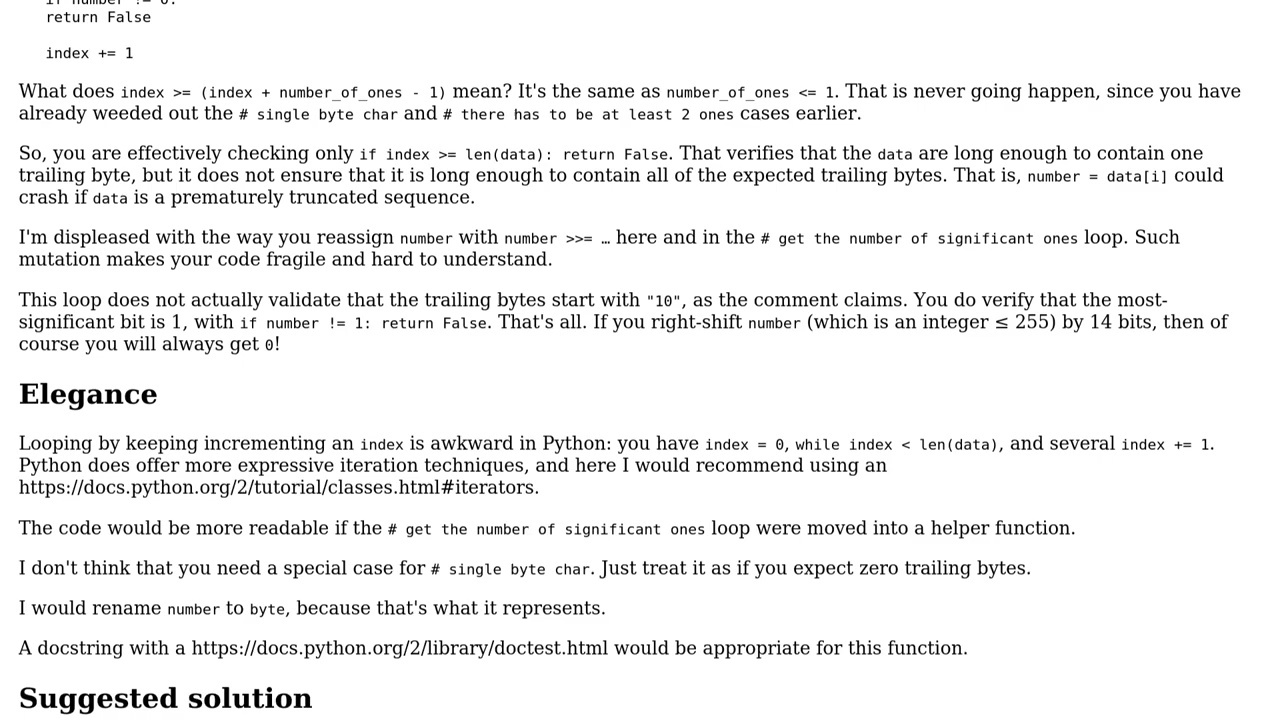 if number != 0:
return False
index += 1
What does index >= (index + number_of_ones - 1) mean? It's the same as number_of_ones <= 1. That is never going happen, since you have
already weeded out the # single byte char and # there has to be at least 2 ones cases earlier.
So, you are effectively checking only if index >= len(data): return False. That verifies that the data are long enough to contain one
trailing byte, but it does not ensure that it is long enough to contain all of the expected trailing bytes. That is, number = data[i] could
crash if data is a prematurely truncated sequence.
I'm displeased with the way you reassign number with number >>= … here and in the # get the number of significant ones loop. Such
mutation makes your code fragile and hard to understand.
This loop does not actually validate that the trailing bytes start with "10", as the comment claims. You do verify that the most-
significant bit is 1, with if number != 1: return False. That's all. If you right-shift number (which is an integer ≤ 255) by 14 bits, then of
course you will always get 0!
Elegance
Looping by keeping incrementing an index is awkward in Python: you have index = 0, while index < len(data), and several index += 1.
Python does offer more expressive iteration techniques, and here I would recommend using an
https://docs.python.org/2/tutorial/classes.html#iterators.
The code would be more readable if the # get the number of significant ones loop were moved into a helper function.
I don't think that you need a special case for # single byte char. Just treat it as if you expect zero trailing bytes.
I would rename number to byte, because that's what it represents.
A docstring with a https://docs.python.org/2/library/doctest.html would be appropriate for this function.
Suggested solution